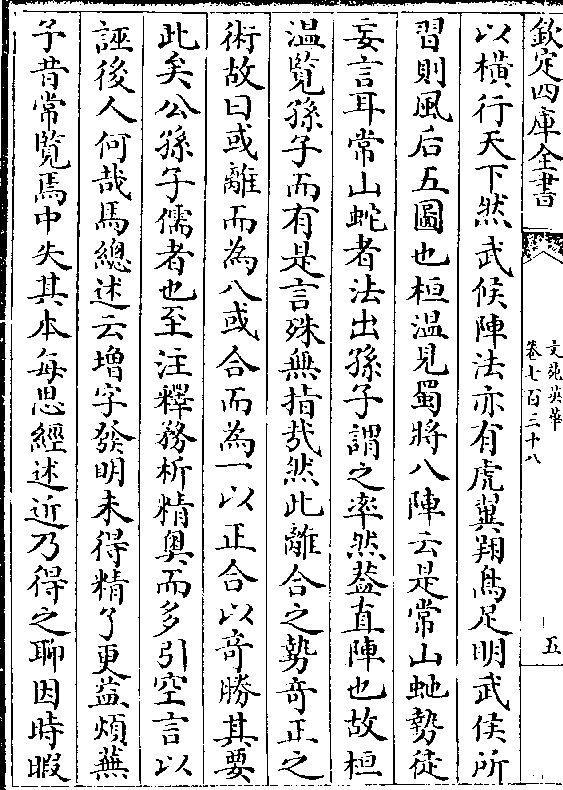 欽定四庫全書
文苑英華
卷七百三十八
五
以橫行天下然武候陣法亦有虎翼翔鳥足明武侯所
習則風后五圖也桓温見蜀將八陣云是常山虵勢徒
妄言耳常山蛇者法出孫子謂之率然葢直陣也故桓
温覽孫子而有是言殊無指哉然此離合之勢竒正之
術故曰或離而為八或合而為一以正合以竒勝其要
此矣公孫子儒者也至注釋務析精奥而多引空言以
誣後人何哉馬總述云增字發明未得精了更益煩蕪
予昔常覽焉中失其本每思經述近乃得之聊因時暇